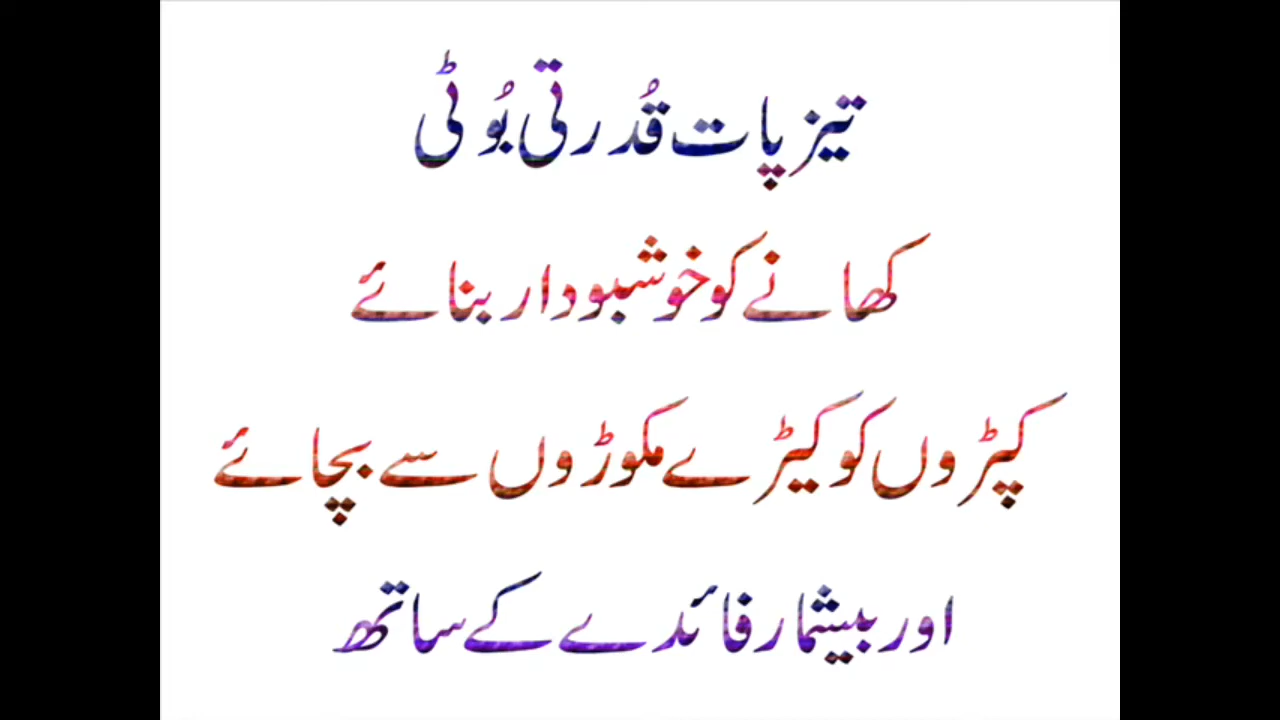 تیز پات قُدرتی بُوٹی
کھانے کو خوشبودار بنائے
کپڑوں کو کیڑے مکوڑوں سے بچائے
اور بیشمار فائدے کے ساتھ